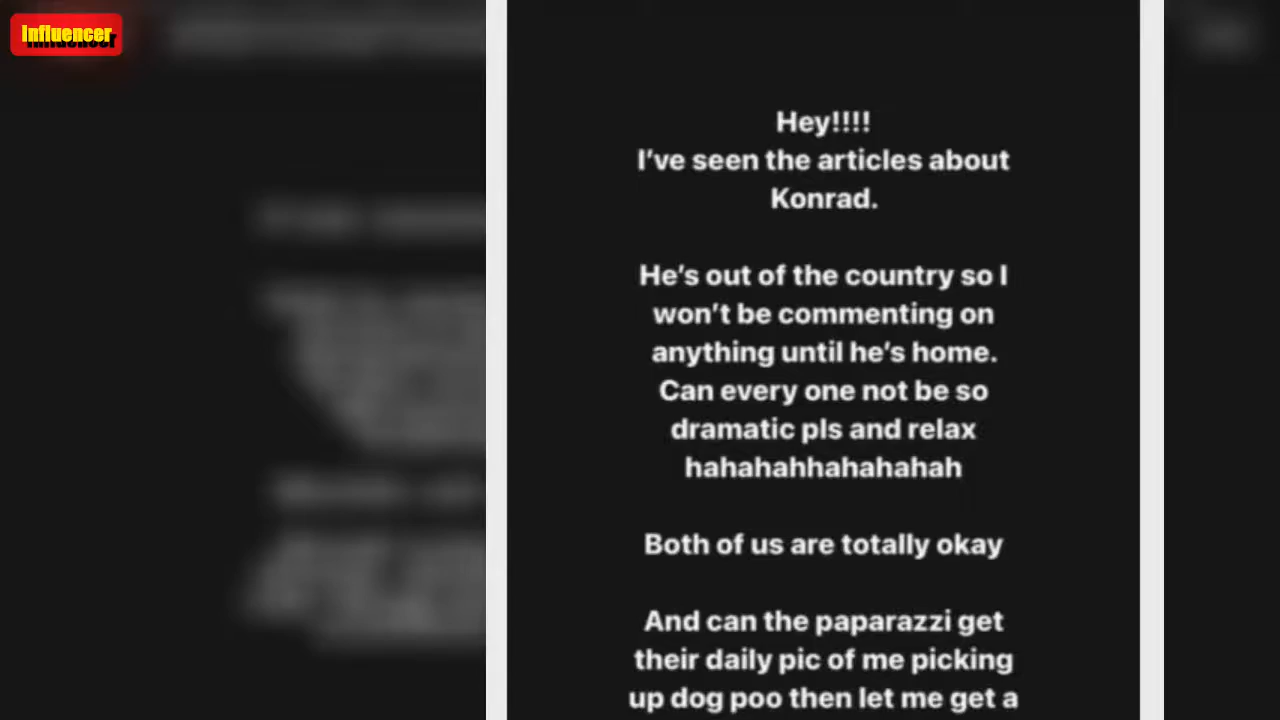 Influencer
Hey!!!!
I’ve seen the articles about
Konrad.
He’s out of the country so I
won’t be commenting on
anything until he’s home.
Can every one not be so
dramatic pls and relax
hahahahhahahahah
Both of us are totally okay
And can the paparazzi get
their daily pic of me picking
up dog poo then let me get a